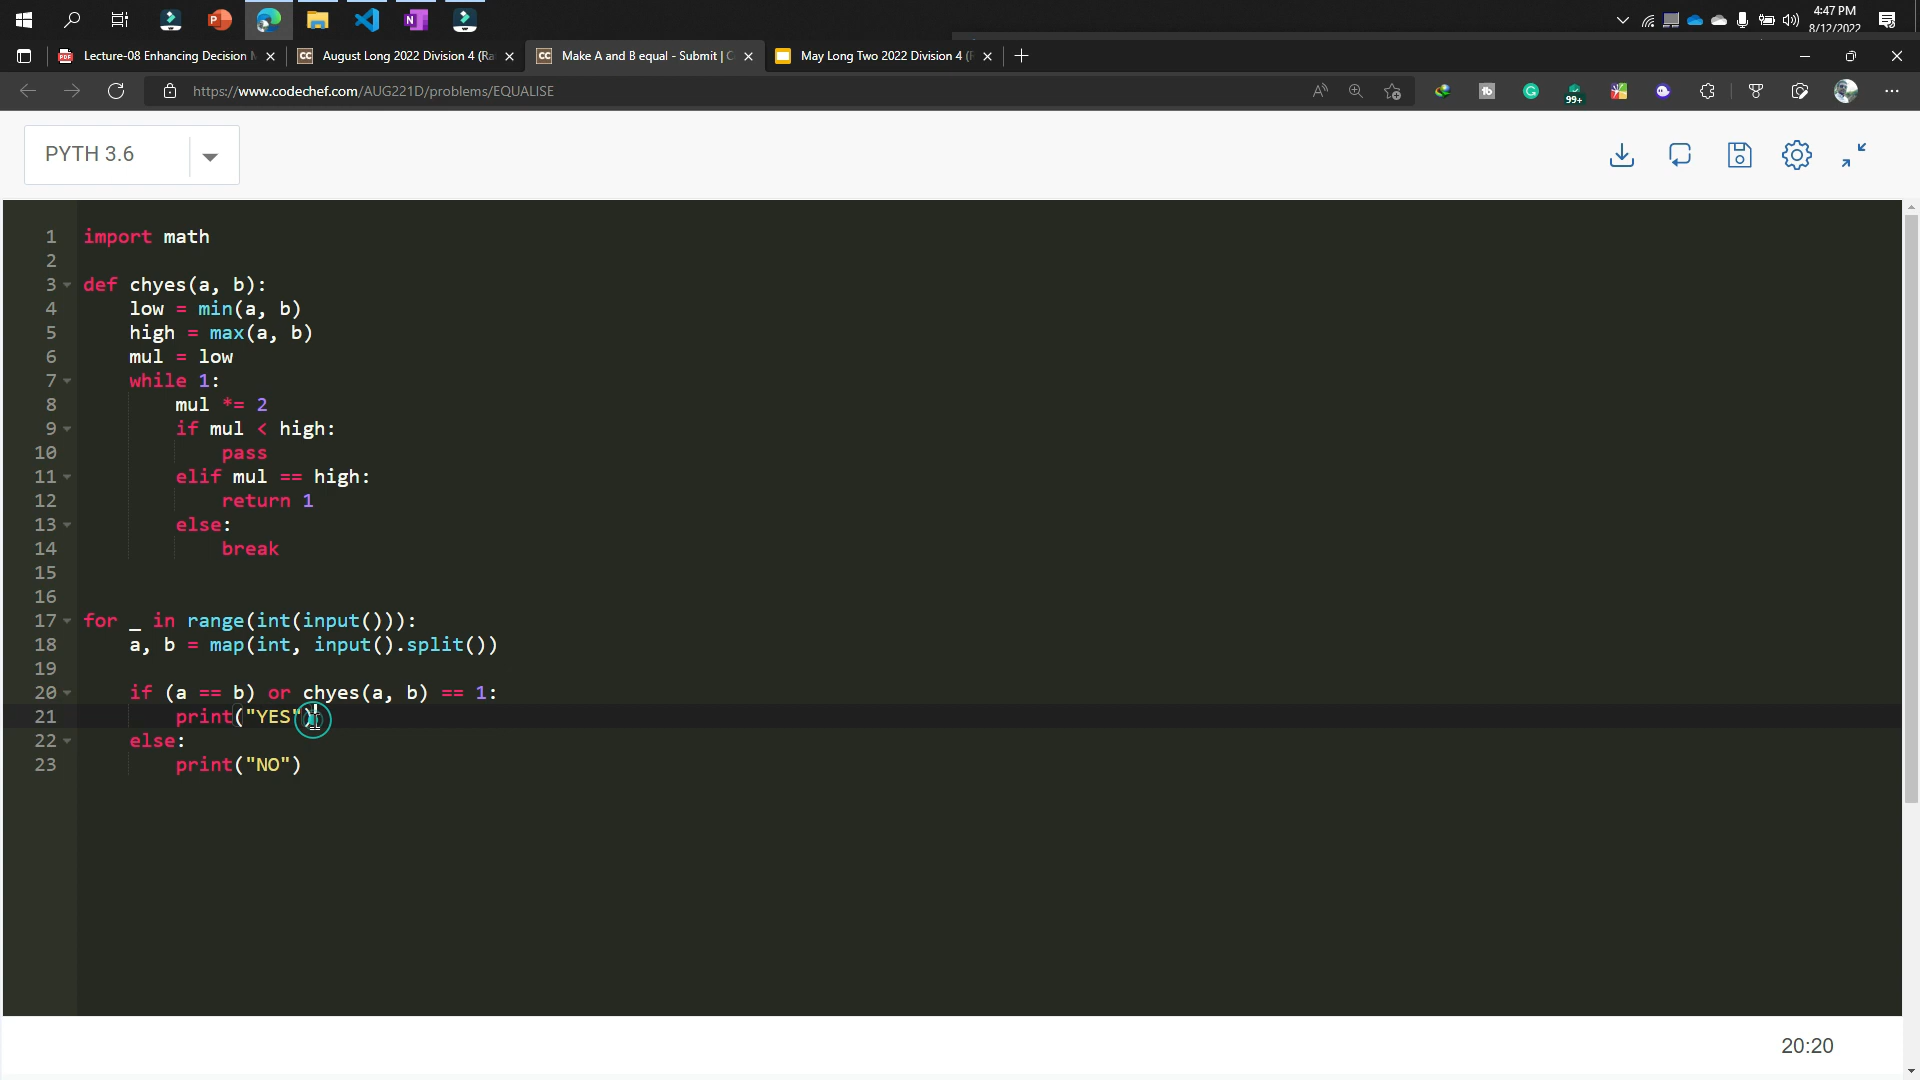 4:47 PM
8/12/2022
Lecture-08 Enhancing Decision
August Long 2022 Division 4 (Ra
Make A and B equal - Submit | C
May Long Two 2022 Division 4 (
https://www.codechef.com/AUG221D/problems/EQUALISE
99+
PYTH 3.6
1 import math
2
3 def chyes(a, b):
4 low = min(a, b)
5 high = max(a, b)
6 mul = low
7 while 1:
8 mul *= 2
9 if mul < high:
10 pass
11 elif mul == high:
12 return 1
13 else:
14 break
15
16
17 for _ in range(int(input())):
18 a, b = map(int, input().split())
19
20 if (a == b) or chyes(a, b) == 1:
21 print("YES")
22 else:
23 print("NO")
20:20